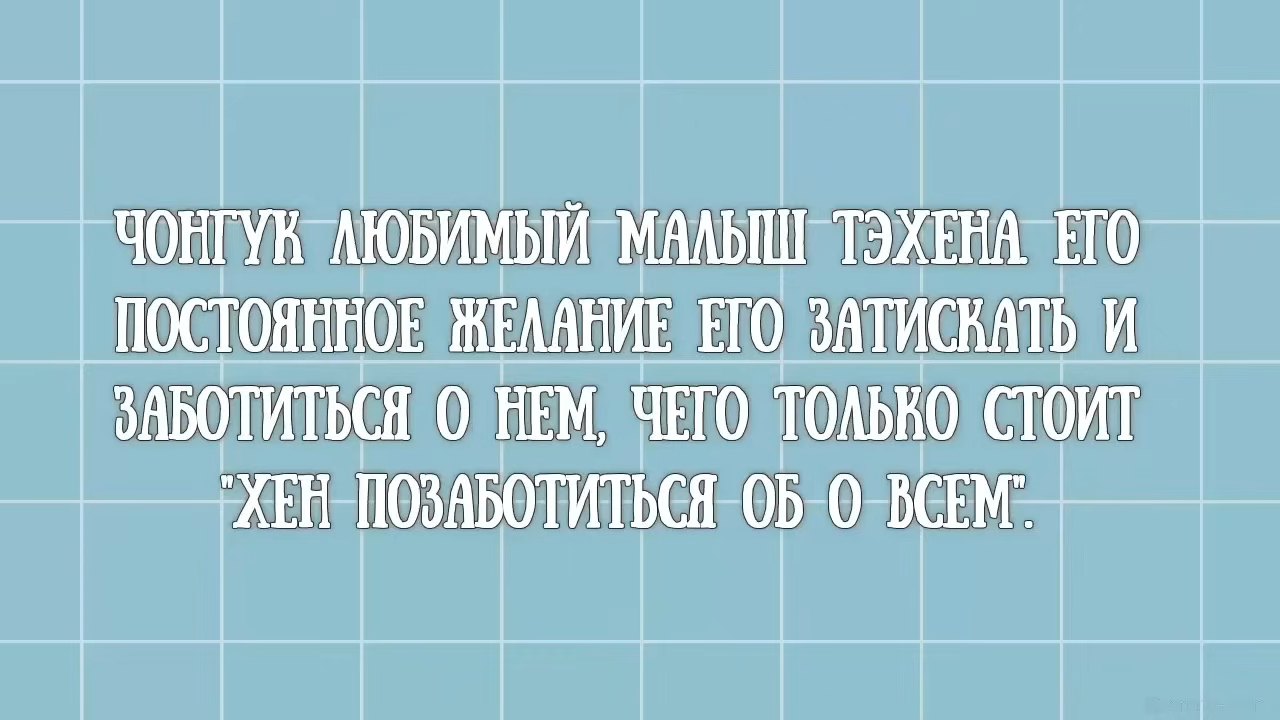 ЧОНГУК ЛЮБИМЫЙ МАЛЫШ ТЭХЕНА. ЕГО
ПОСТОЯННОЕ ЖЕЛАНИЕ ЕГО ЗАТИСКАТЬ И
ЗАБОТИТЬСЯ О НЕМ, ЧЕГО ТОЛЬКО СТОИТ
"ХЕН ПОЗАБОТИТЬСЯ ОБ О ВСЕМ".